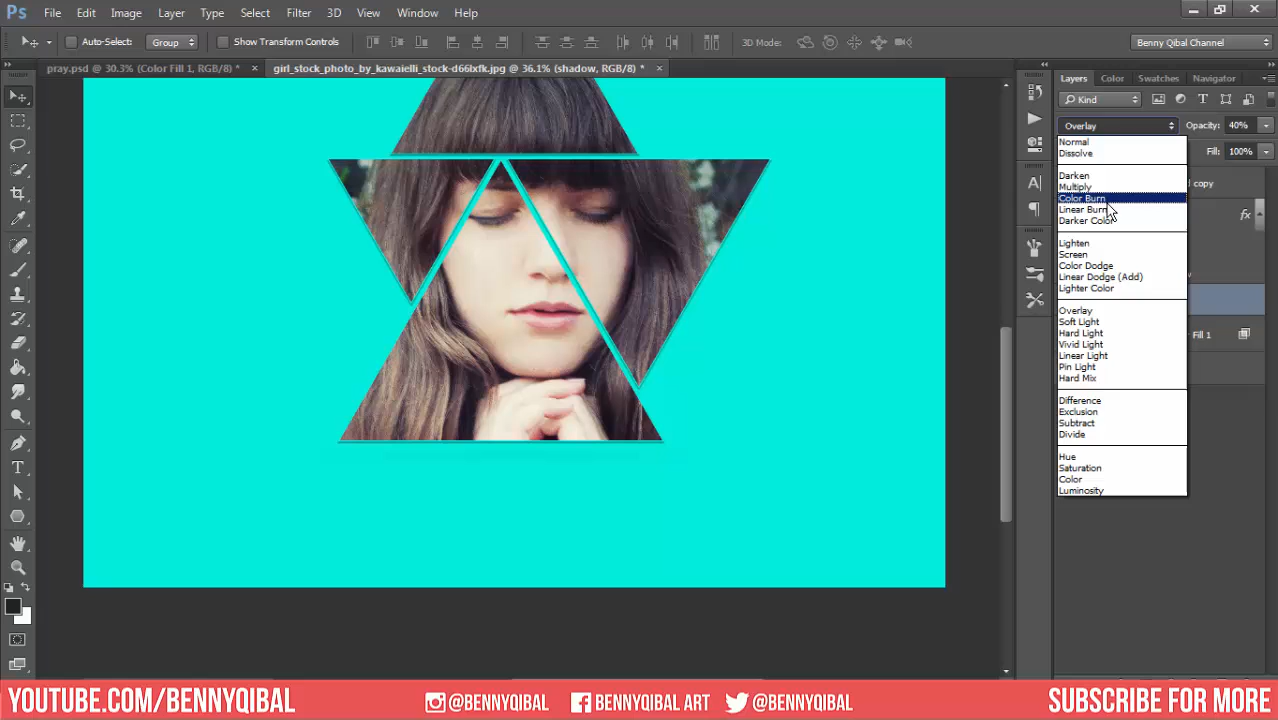 Ps File Edit Image Layer Type Select Filter 3D View Window Help
Auto-Select: Group Show Transform Controls 3D Mode: Benny Qibal Channel
pray.psd @ 30.3% (Color Fill 1, RGB/8) * × girl_stock_photo_by_kawaielli_stock-d66lxfk.jpg @ 36.1% (shadow, RGB/8) * ×
Layers Color Swatches Navigator
Kind
Overlay Opacity: 40%
Normal
Dissolve
Fill: 100%
Darken
Multiply
d copy
Color Burn
Linear Burn
Darker Color
fx
Lighten
Screen
Color Dodge
Linear Dodge (Add)
Lighter Color
Overlay
Soft Light
Hard Light
Fill 1
Vivid Light
Linear Light
Pin Light
Hard Mix
Difference
Exclusion
Subtract
Divide
Hue
Saturation
Color
Luminosity
YOUTUBE.COM/BENNYQIBAL @BENNYQIBAL BENNYQIBAL ART @BENNYQIBAL SUBSCRIBE FOR MORE